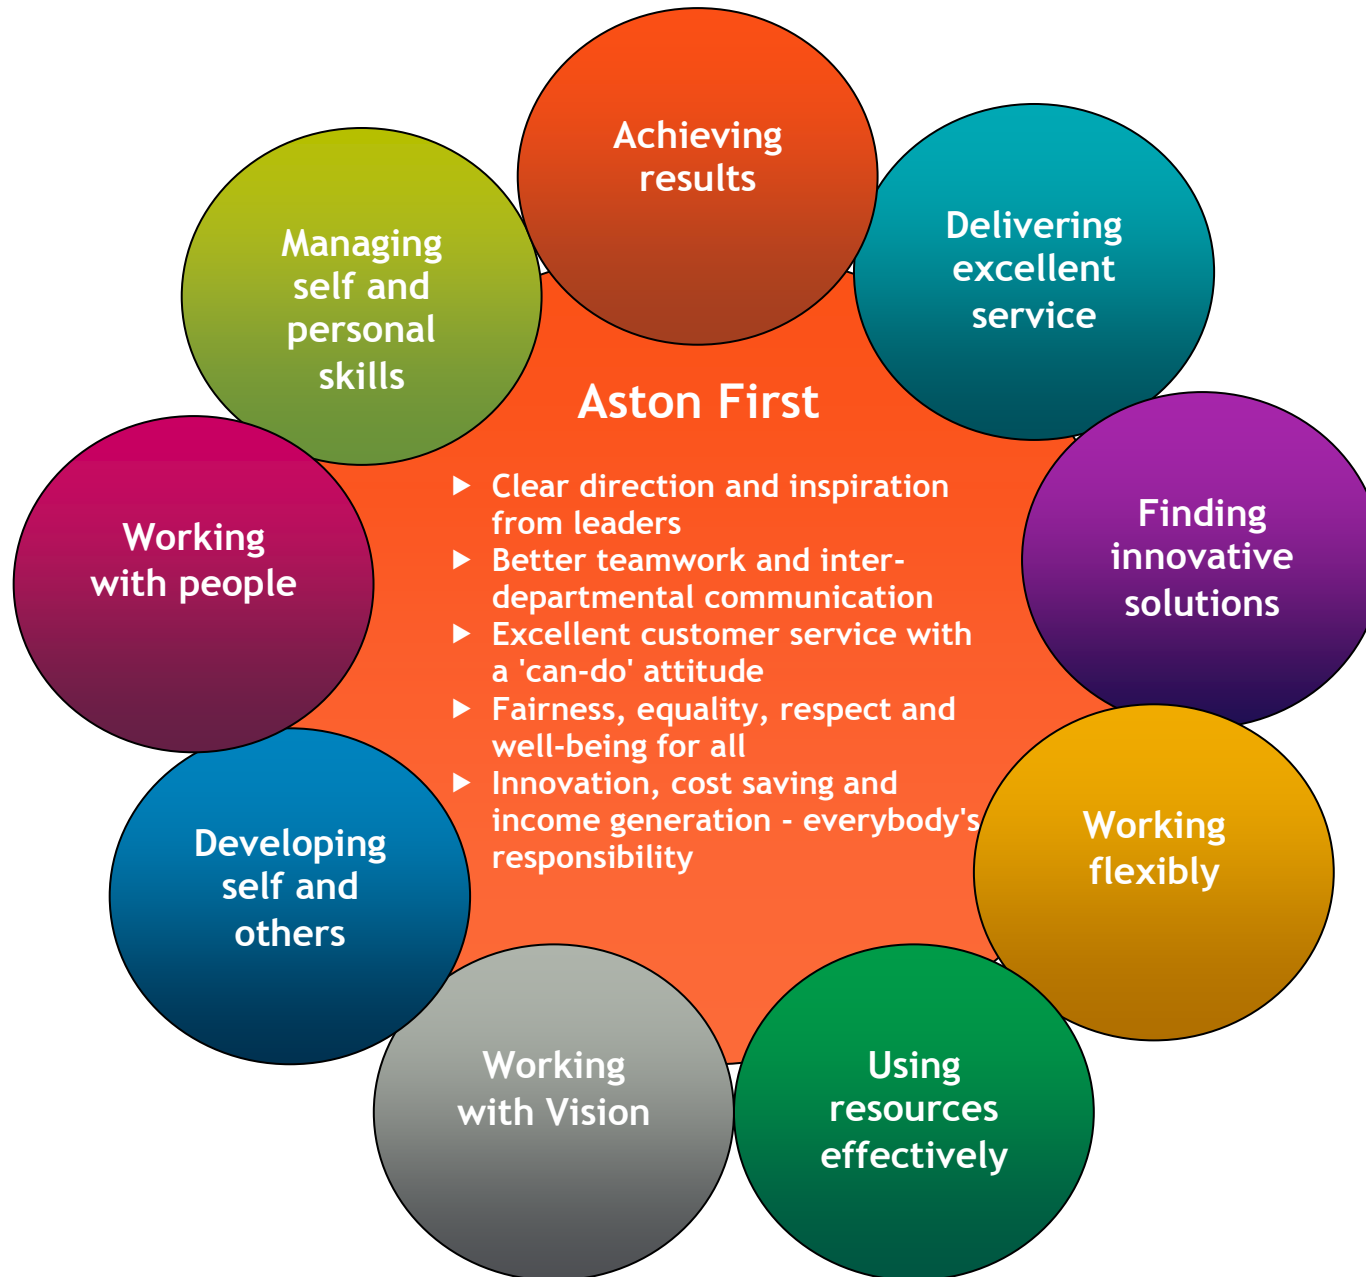 Achieving
results
Delivering
excellent
service
Managing
self and
personal
skills
Aston First
▶ Clear direction and inspiration
from leaders
▶ Better teamwork and inter-
departmental communication
▶ Excellent customer service with
a 'can-do' attitude
▶ Fairness, equality, respect and
well-being for all
▶ Innovation, cost saving and
income generation - everybody's
responsibility
Finding
innovative
solutions
Working
with people
Working
flexibly
Developing
self and
others
Working
with Vision
Using
resources
effectively